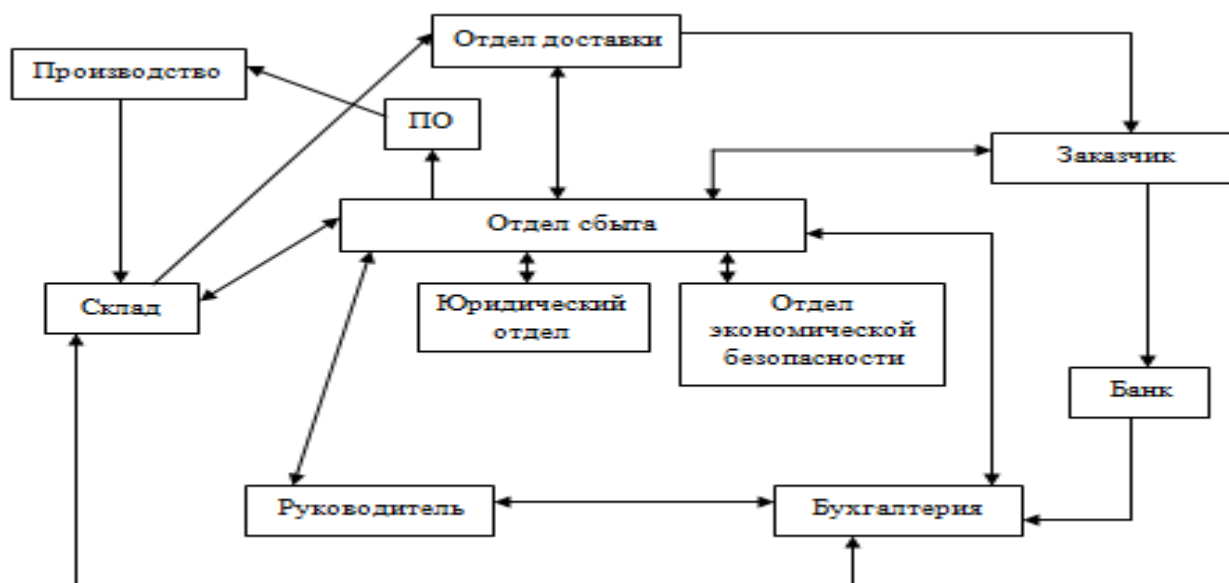 Отдел доставки
Производство
ПО
Заказчик
Отдел сбыта
Склад
Юридический
отдел
Отдел
экономической
безопасности
Банк
Руководитель
Бухгалтерия